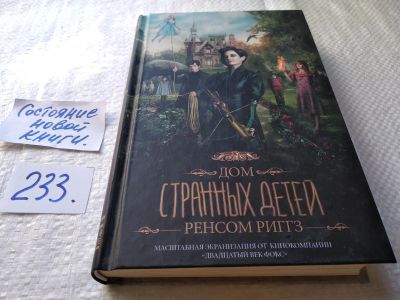 Состояние
новой
книги.
233.
ДОМ
СТРАННЫХ ДЕТЕЙ
РЕНСОМ РИГГЗ
МАСШТАБНАЯ ЭКРАНИЗАЦИЯ ОТ КИНОКОМПАНИИ
«ДВАДЦАТЫЙ ВЕК ФОКС»